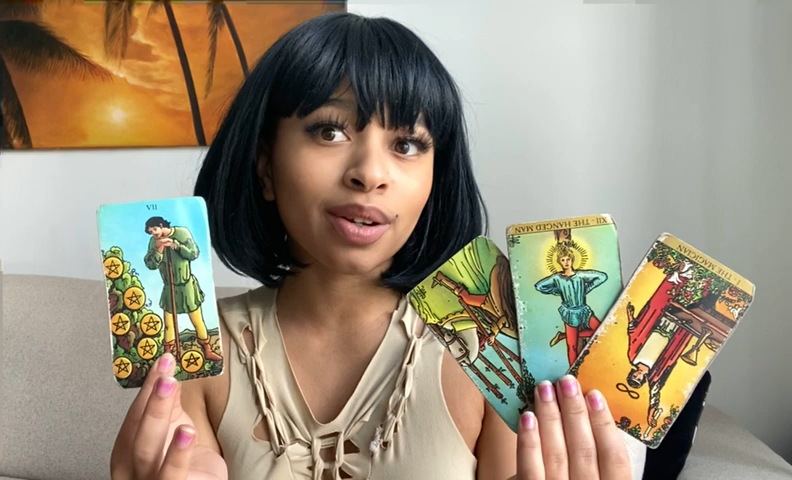 VII
XII · THE HANGED MAN
I · THE MAGICIAN